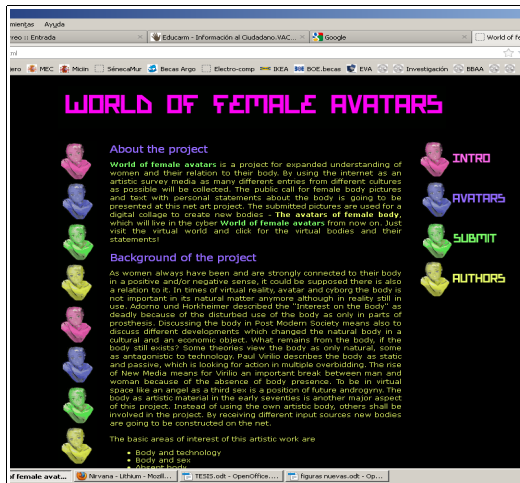 mientas Ayuda
rreo :: Entrada
Educarm - Información al Ciudadano.VAC...
Google
World of fe
ml
ero MEC Micin SénecaMur Becas Argo Electro-comp IKEA BOE.becas EVA Investigación BBAA
WORLD OF FEMALE AVATARS
About the project
World of female avatars is a project for expanded understanding of
women and their relation to their body. By using the internet as an
artistic survey media as many different entries from different cultures
as possible will be collected. The public call for female body pictures
and text with personal statements about the body is going to be
presented at this net art project. The submitted pictures are used for a
digital collage to create new bodies - The avatars of female body,
which will live in the cyber World of female avatars from now on. Just
visit the virtual world and click for the virtual bodies and their
statements!
Background of the project
As women always have been and are strongly connected to their body
in a positive and/or negative sense, it could be supposed there is also
a relation to it. In times of virtual reality, avatar and cyborg the body is
not important in its natural matter anymore although in reality still in
use. Adorno und Horkheimer described the "Interest on the Body" as
deadly because of the disturbed use of the body as only in parts of
prosthesis. Discussing the body in Post Modern Society means also to
discuss different developments which changed the natural body in a
cultural and an economic object. What remains from the body, if the
body still exists? Some theories view the body as only natural, some
as antagonistic to technology. Paul Virilio describes the body as static
and passive, which is looking for action in multiple overbidding. The rise
of New Media means for Virilio an important break between man and
woman because of the absence of body presence. To be in virtual
space like an angel as a third sex is a position of future androgyny. The
body as artistic material in the early seventies is another major aspect
of this project. Instead of using the own artistic body, others shall be
involved in the project. By receiving different input sources new bodies
are going to be constructed on the net.
The basic areas of interest of this artistic work are
• Body and technology
• Body and sex
• Absent body
INTRO
AVATARS
SUBMIT
AUTHORS
of female avat...
Nirvana - Lithium - Mozill...
TESIS.odt - OpenOffice....
figuras nuevas.odt - Op...